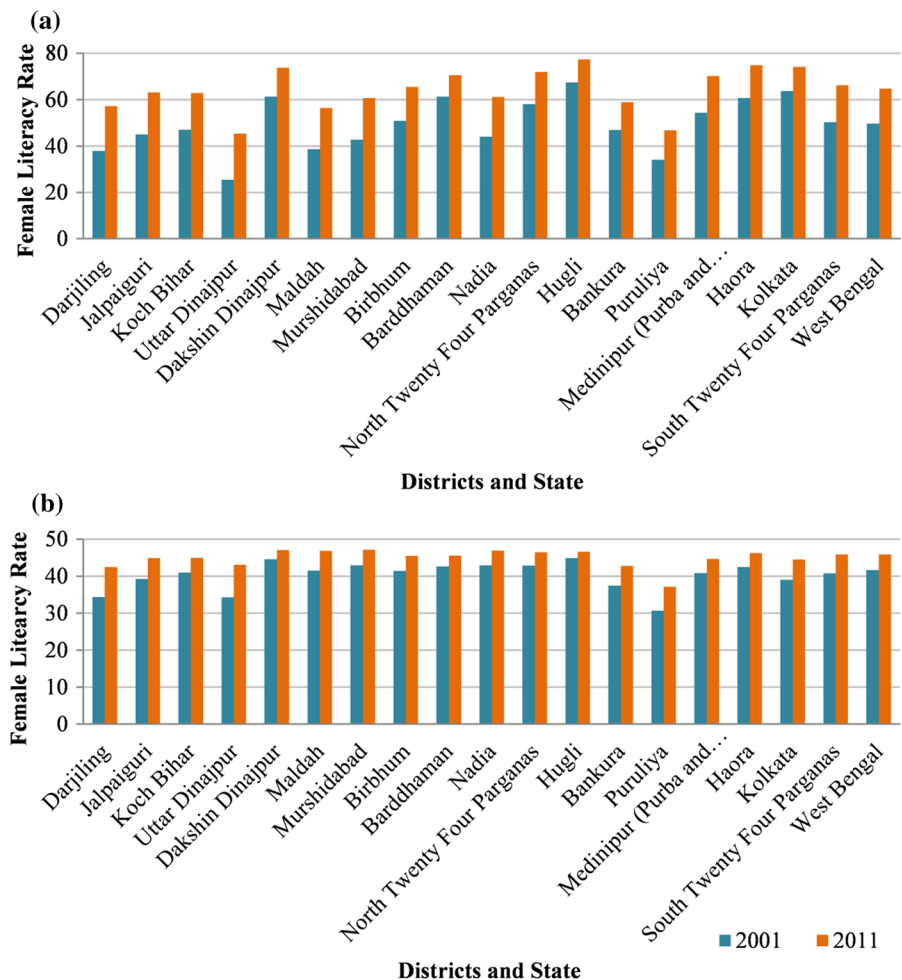 (a)
Female Literacy Rate
80
60
40
20
0
Darjiling
Jalpaiguri
Koch Bihar
Uttar Dinajpur
Dakshin Dinajpur
Maldah
Murshidabad
Birbhum
Barddhaman
Nadia
North Twenty Four Parganas
Hugli
Bankura
Puruliya
Medinipur (Purba and…
Haora
Kolkata
South Twenty Four Parganas
West Bengal
Districts and State
(b)
Female Litearcy Rate
50
40
30
20
10
0
Darjiling
Jalpaiguri
Koch Bihar
Uttar Dinajpur
Dakshin Dinajpur
Maldah
Murshidabad
Birbhum
Barddhaman
Nadia
North Twenty Four Parganas
Hugli
Bankura
Puruliya
Medinipur (Purba and…
Haora
Kolkata
South Twenty Four Parganas
West Bengal
2001 2011
Districts and State